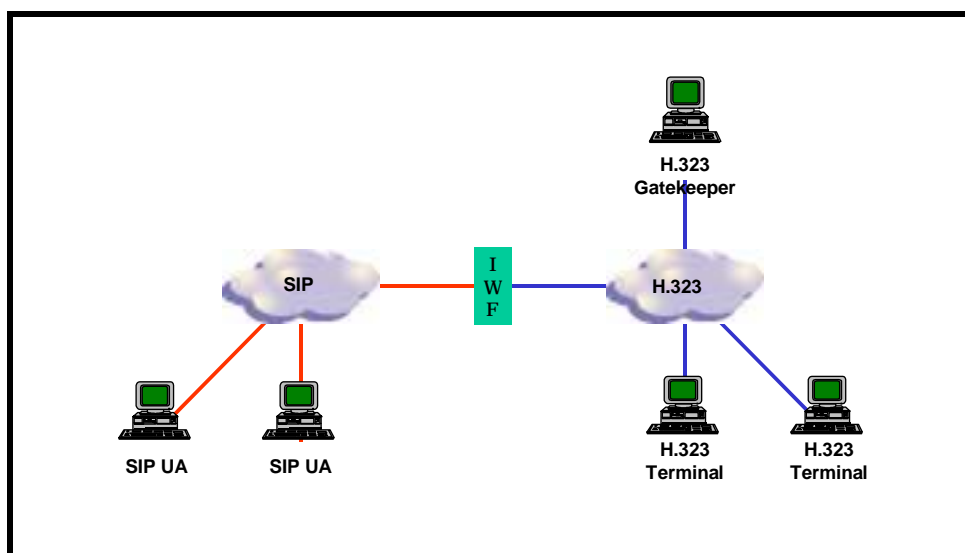 H.323
Gatekeeper
SIP
I
W
F
H.323
SIP UA
SIP UA
H.323
Terminal
H.323
Terminal